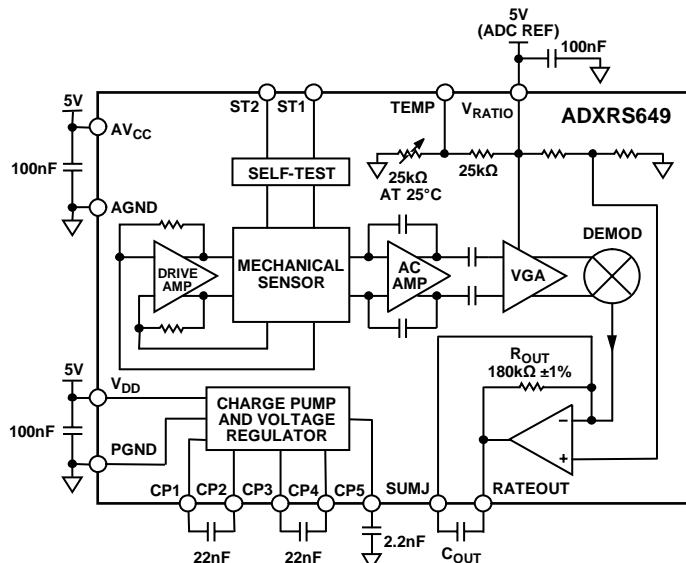 5V
(ADC REF)
100nF
5V
ST2
ST1
TEMP
VRATIO
ADXRS649
AVCC
100nF
25kΩ
AT 25°C
25kΩ
SELF-TEST
AGND
DEMOD
DRIVE
AMP
MECHANICAL
SENSOR
AC
AMP
VGA
ROUT
180kΩ ±1%
5V
VDD
CHARGE PUMP
AND VOLTAGE
REGULATOR
100nF
–
+
PGND
CP1
CP2
CP3
CP4
CP5
SUMJ
RATEOUT
22nF
22nF
2.2nF
COUT